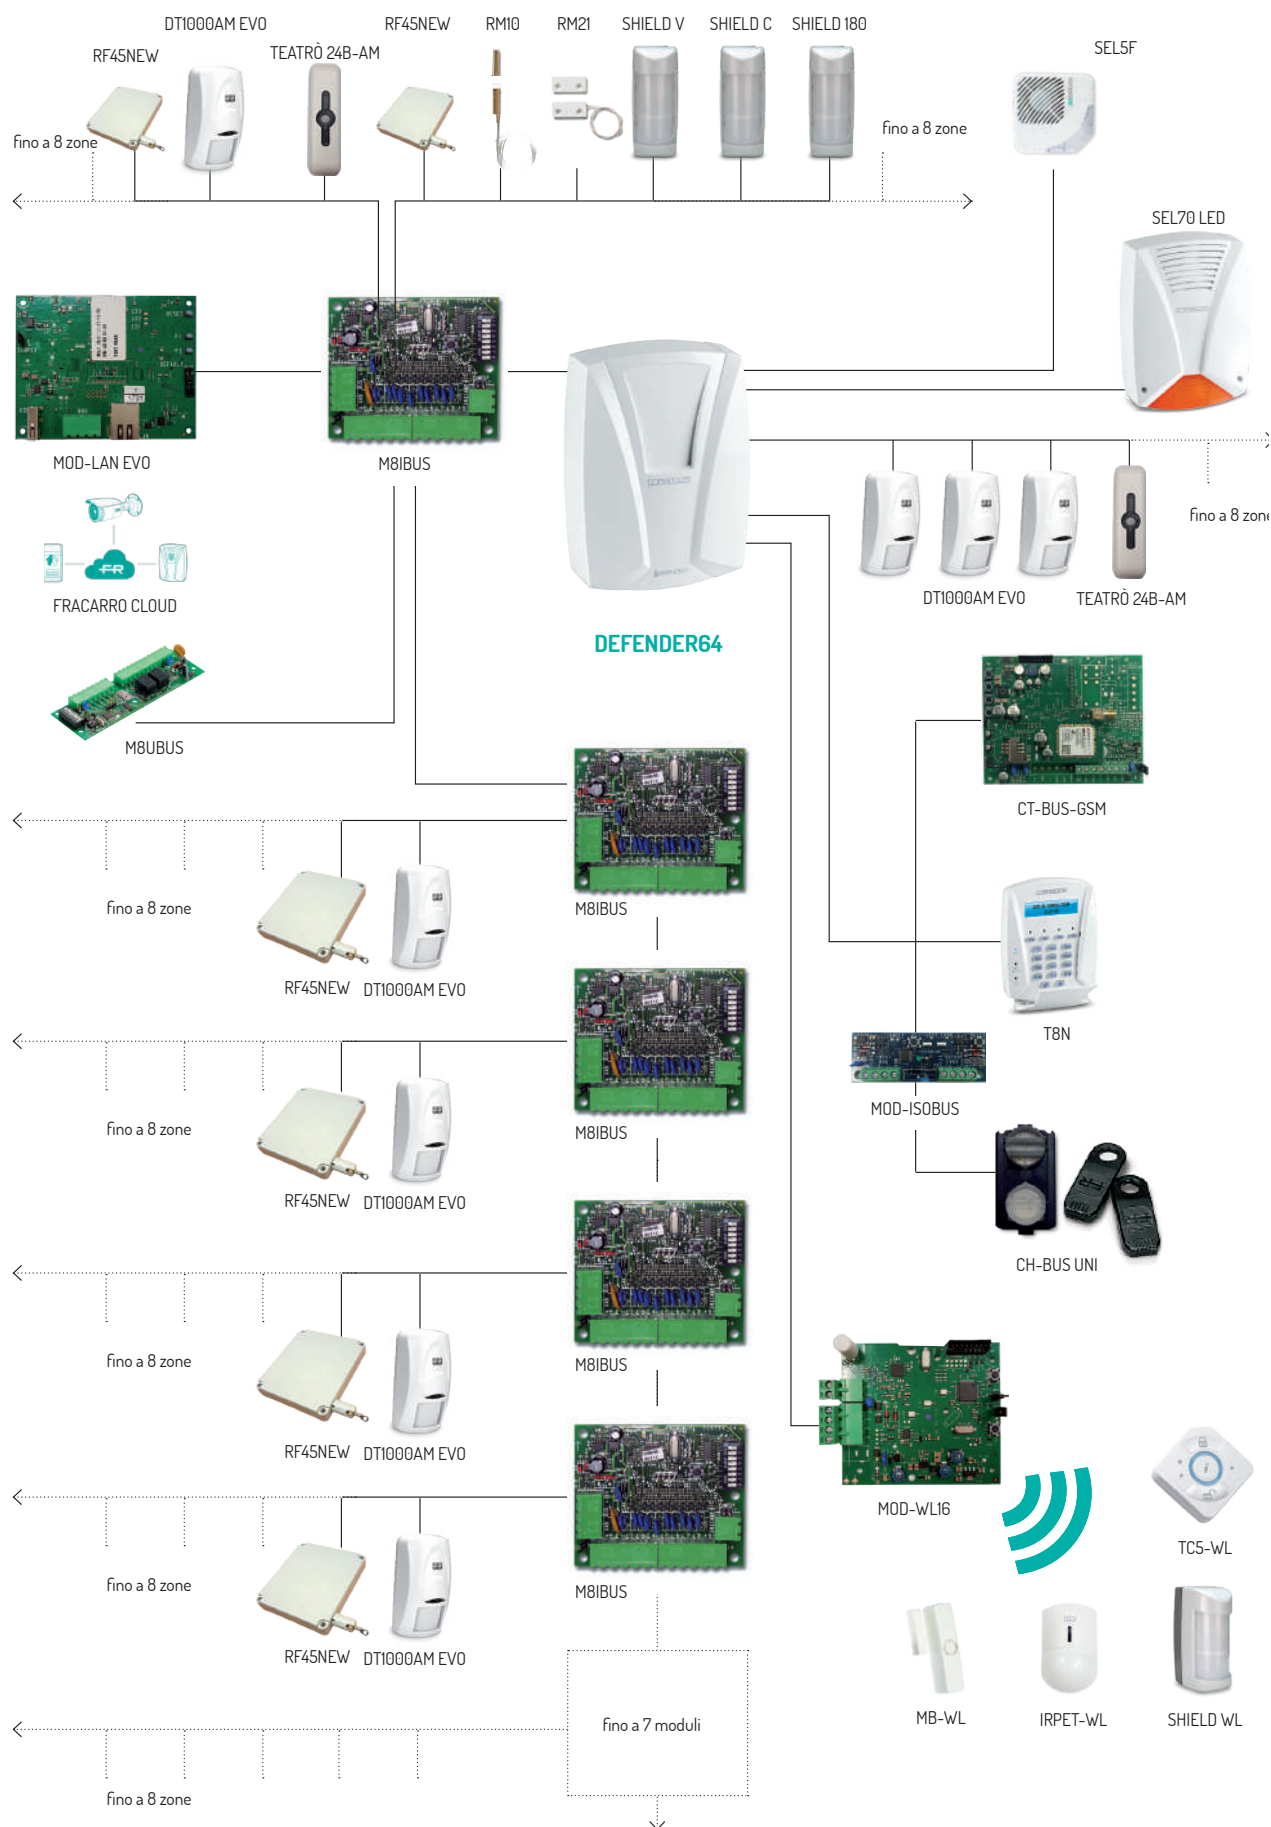 DT1000AM EVO
RF45NEW
RM10
RM21
SHIELD V
SHIELD C
SHIELD 180
RF45NEW
TEATRÒ 24B-AM
SEL5F
fino a 8 zone
fino a 8 zone
SEL70 LED
MOD-LAN EVO
M8IBUS
fino a 8 zone
FR
FRACARRO CLOUD
DT1000AM EVO
TEATRÒ 24B-AM
DEFENDER64
M8UBUS
CT-BUS-GSM
fino a 8 zone
M8IBUS
RF45NEW
DT1000AM EVO
T8N
MOD-ISOBUS
fino a 8 zone
M8IBUS
RF45NEW
DT1000AM EVO
CH-BUS UNI
fino a 8 zone
M8IBUS
RF45NEW
DT1000AM EVO
MOD-WL16
TC5-WL
fino a 8 zone
M8IBUS
RF45NEW
DT1000AM EVO
MB-WL
IRPET-WL
SHIELD WL
fino a 7 moduli
fino a 8 zone